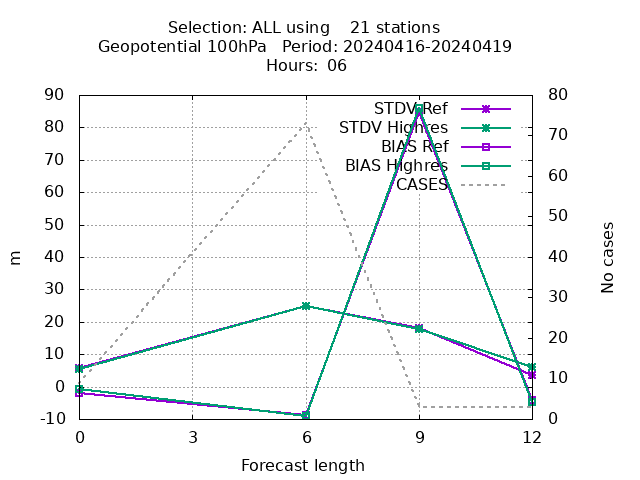 Selection: ALL using    21 stations
Geopotential 100hPa   Period: 20240416-20240419
Hours:  06
90
80
70
60
50
40
30
20
10
0
-10
80
70
60
50
40
30
20
10
0
STDV Ref
STDV Highres
BIAS Ref
BIAS Highres
CASES
m
No cases
0 3 6 9 12
Forecast length